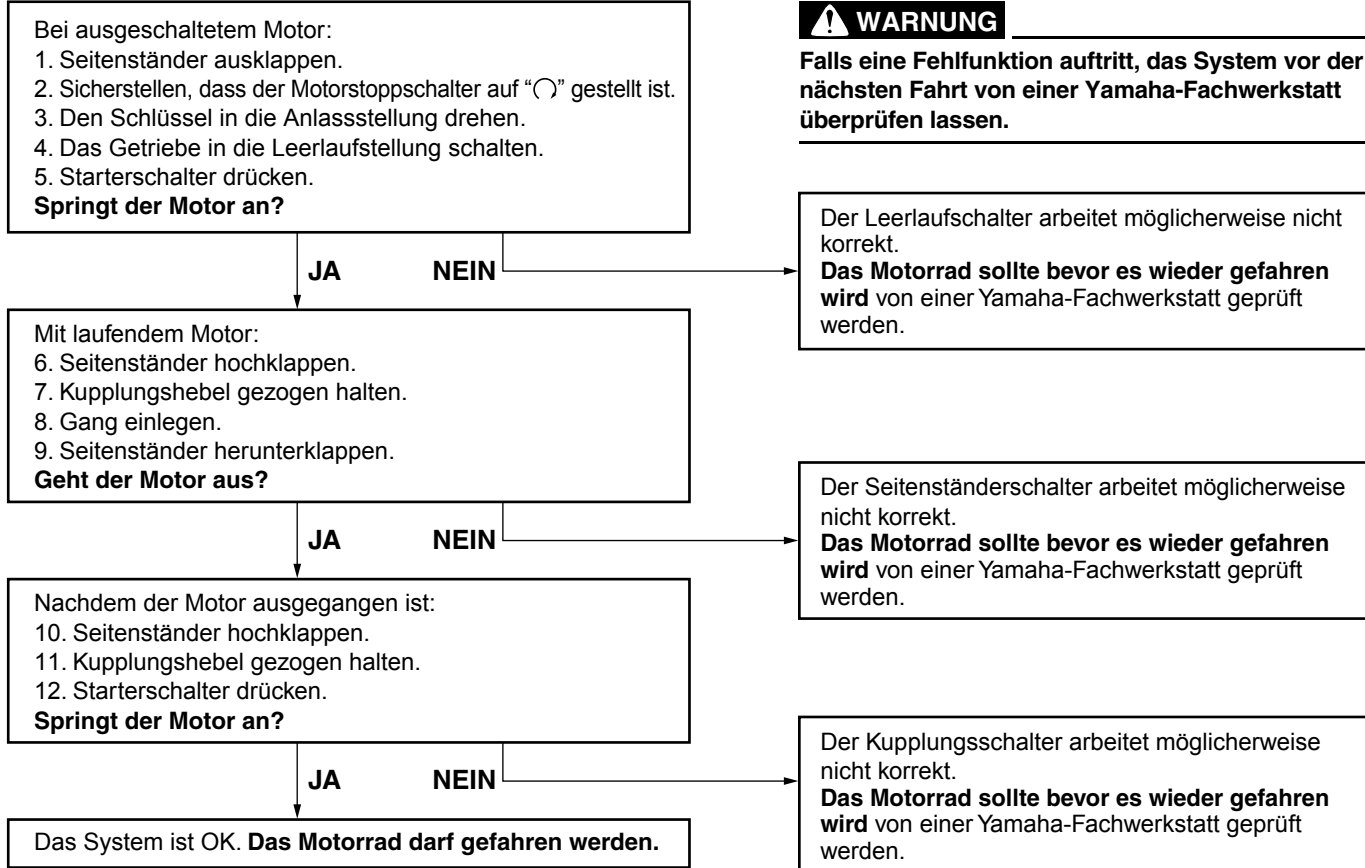 Bei ausgeschaltetem Motor:
1. Seitenständer ausklappen.
2. Sicherstellen, dass der Motorstoppschalter auf “◯” gestellt ist.
3. Den Schlüssel in die Anlassstellung drehen.
4. Das Getriebe in die Leerlaufstellung schalten.
5. Starterschalter drücken.
Springt der Motor an?
WARNUNG
Falls eine Fehlfunktion auftritt, das System vor der
nächsten Fahrt von einer Yamaha-Fachwerkstatt
überprüfen lassen.
JA NEIN
Der Leerlaufschalter arbeitet möglicherweise nicht
korrekt.
Das Motorrad sollte bevor es wieder gefahren
wird von einer Yamaha-Fachwerkstatt geprüft
werden.
Mit laufendem Motor:
6. Seitenständer hochklappen.
7. Kupplungshebel gezogen halten.
8. Gang einlegen.
9. Seitenständer herunterklappen.
Geht der Motor aus?
JA NEIN
Der Seitenständerschalter arbeitet möglicherweise
nicht korrekt.
Das Motorrad sollte bevor es wieder gefahren
wird von einer Yamaha-Fachwerkstatt geprüft
werden.
Nachdem der Motor ausgegangen ist:
10. Seitenständer hochklappen.
11. Kupplungshebel gezogen halten.
12. Starterschalter drücken.
Springt der Motor an?
JA NEIN
Der Kupplungsschalter arbeitet möglicherweise
nicht korrekt.
Das Motorrad sollte bevor es wieder gefahren
wird von einer Yamaha-Fachwerkstatt geprüft
werden.
Das System ist OK. Das Motorrad darf gefahren werden.